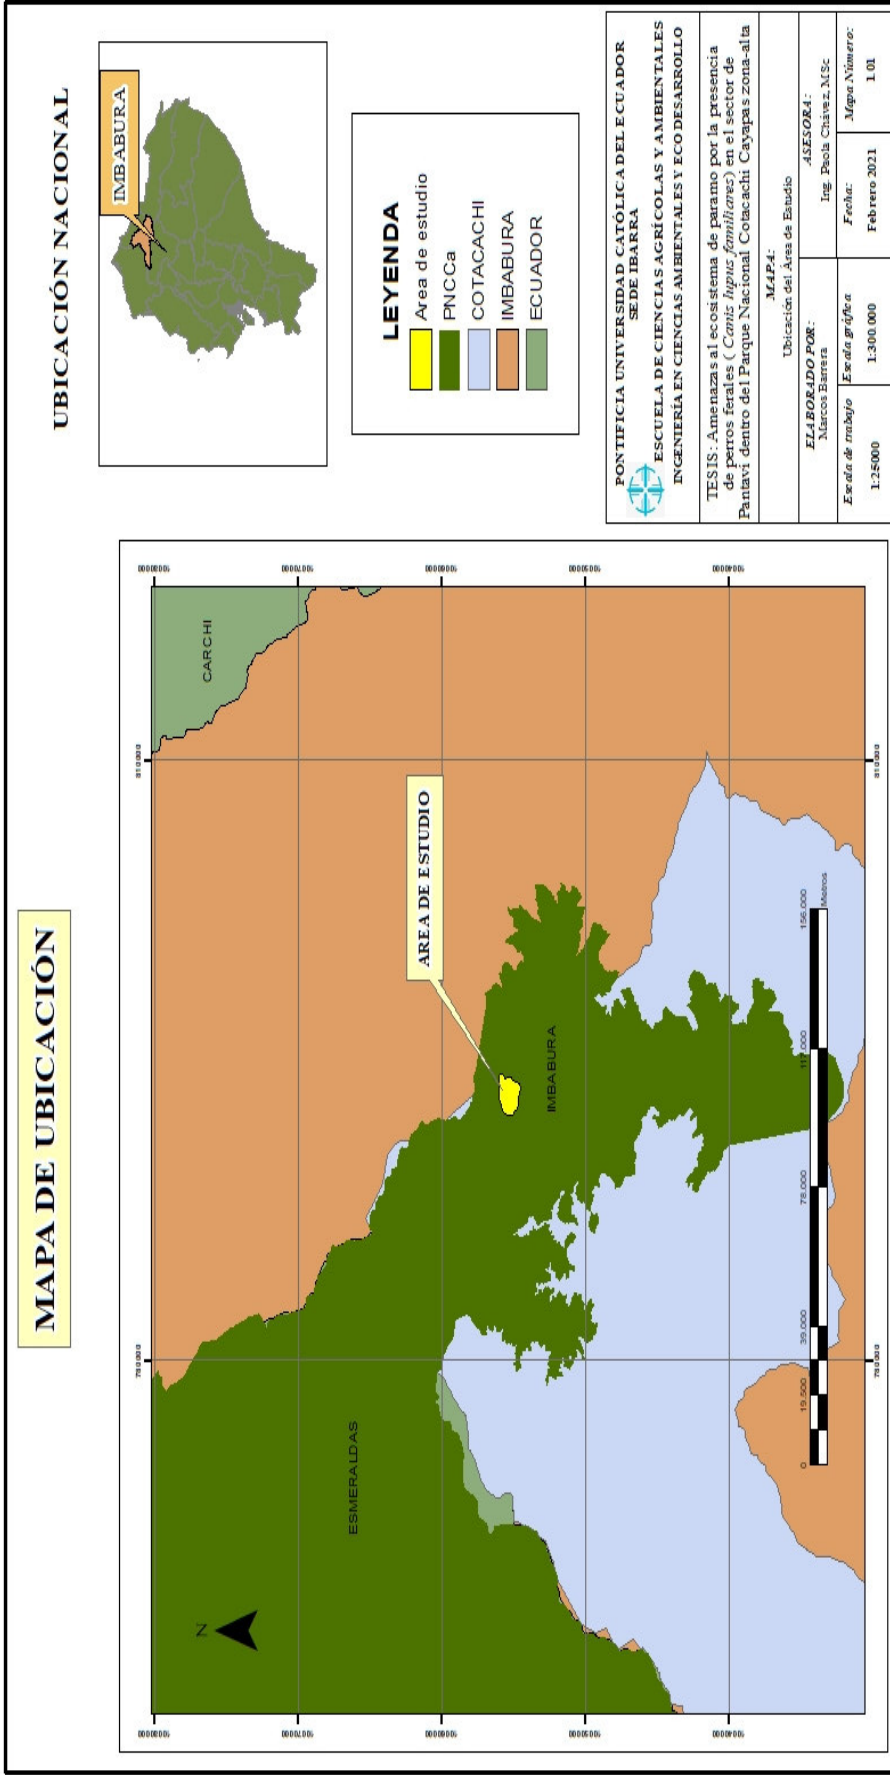 MAPA DE UBICACIÓN
UBICACIÓN NACIONAL
IMBABURA
N
ESMERALDAS
CARCHI
AREA DE ESTUDIO
IMBABURA
780000
810000
780000
810000
0
19.500
39.000
78.000
117.000
156.000
Metros
LEYENDA
Area de estudio
PNCCa
COTACACHI
IMBABURA
ECUADOR
PONTIFICIA UNIVERSIDAD CATÓLICA DEL ECUADOR
SEDE IBARRA
ESCUELA DE CIENCIAS AGRÍCOLAS Y AMBIENTALES
INGENIERÍA EN CIENCIAS AMBIENTALES Y ECODESARROLLO
TESIS: Amenazas al ecosistema de páramo por la presencia
de perros ferales ( Canis lupus familiares) en el sector de
Pantaví dentro del Parque Nacional Cotacachi Cayapas zona-alta
MAPA:
Ubicación del Área de Estudio
ELABORADO POR:
Marcos Barrera
ASESORA:
Ing. Paola Chávez, MSc
Escala de trabajo
1:25000
Escala gráfica
1:300.000
Fecha:
Febrero 2021
Mapa Número:
1.01